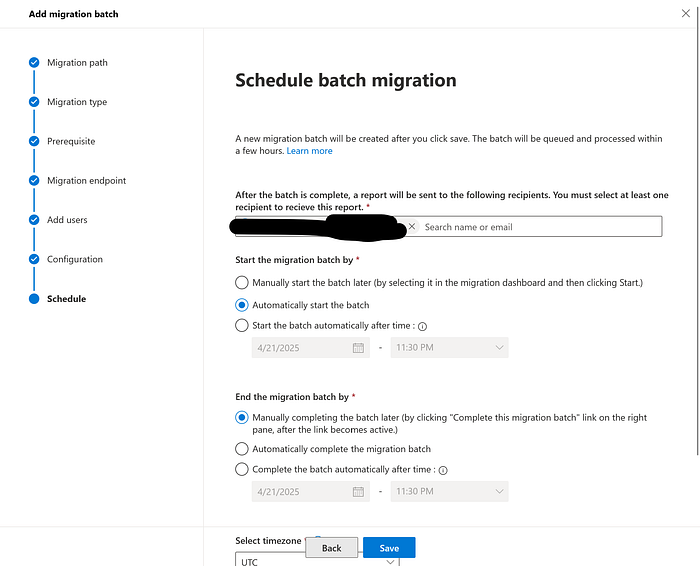 Add migration batch
Migration path
Migration type
Prerequisite
Migration endpoint
Add users
Configuration
Schedule
Schedule batch migration
A new migration batch will be created after you click save. The batch will be queued and processed within
a few hours. Learn more
After the batch is complete, a report will be sent to the following recipients. You must select at least one
recipient to recieve this report. *
Search name or email
Start the migration batch by *
Manually start the batch later (by selecting it in the migration dashboard and then clicking Start.)
Automatically start the batch
Start the batch automatically after time :
4/21/2025 - 11:30 PM
End the migration batch by *
Manually completing the batch later (by clicking "Complete this migration batch" link on the right
pane, after the link becomes active.)
Automatically complete the migration batch
Complete the batch automatically after time :
4/21/2025 - 11:30 PM
Select timezone *
Back
Save
UTC